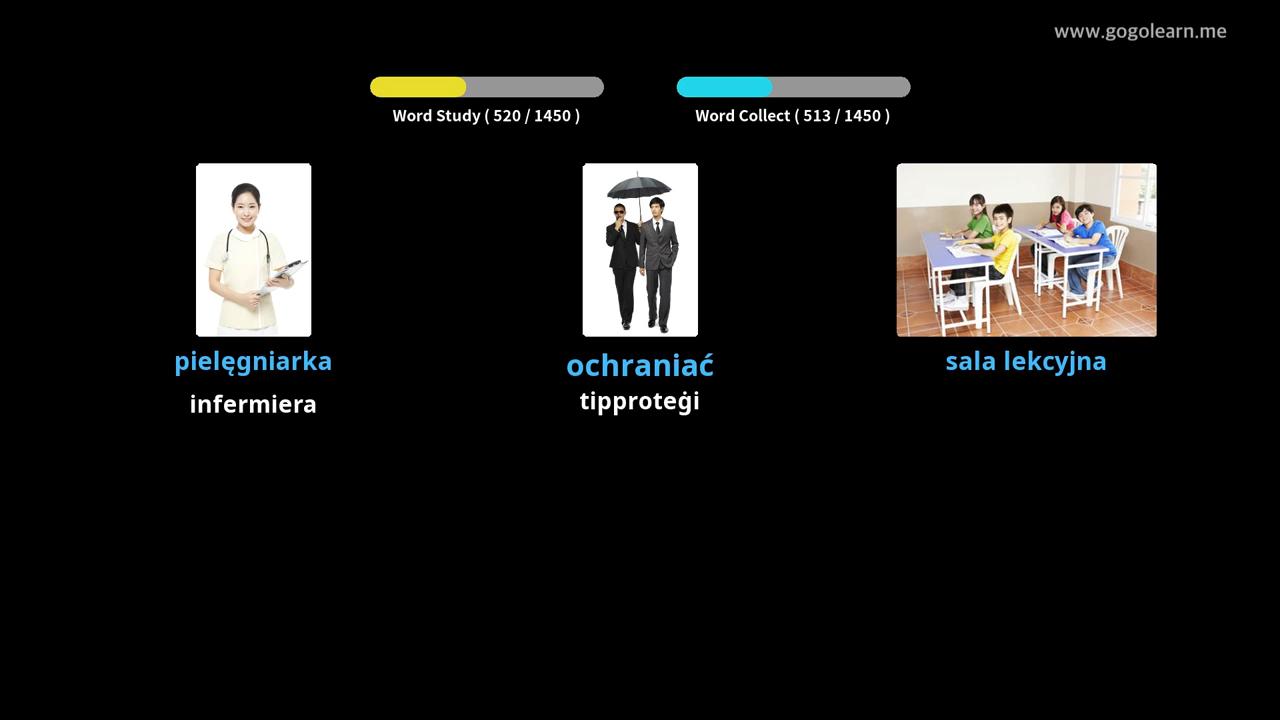 www.gogolearn.me
Word Study ( 520 / 1450 )
Word Collect ( 513 / 1450 )
pielęgniarka
infermiera
ochraniać
tipproteġi
sala lekcyjna